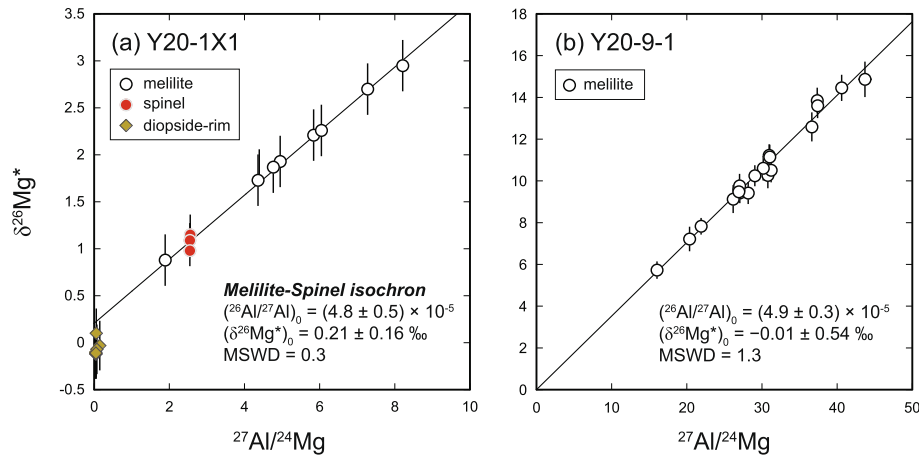 (a) Y20-1X1
melilite
spinel
diopside-rim
3.5
3
2.5
2
1.5
1
0.5
0
-0.5
δ²⁶Mg*
Melilite-Spinel isochron
(²⁶Al/²⁷Al)₀ = (4.8 ± 0.5) × 10⁻⁵
(δ²⁶Mg*)₀ = 0.21 ± 0.16 ‰
MSWD = 0.3
0 2 4 6 8 10
²⁷Al/²⁴Mg
(b) Y20-9-1
melilite
18
16
14
12
10
8
6
4
2
0
(²⁶Al/²⁷Al)₀ = (4.9 ± 0.3) × 10⁻⁵
(δ²⁶Mg*)₀ = −0.01 ± 0.54 ‰
MSWD = 1.3
0 10 20 30 40 50
²⁷Al/²⁴Mg